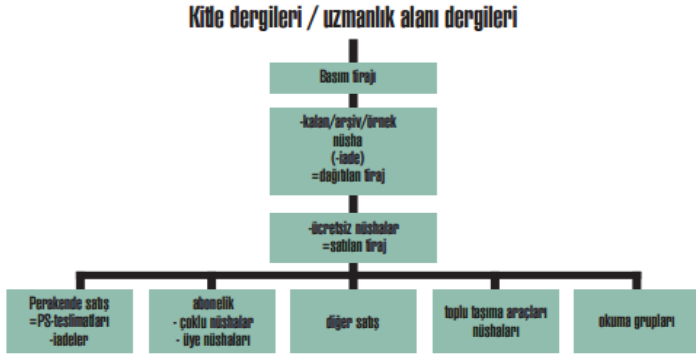 Kitle dergileri / uzmanlık alanı dergileri
Basım tirajı
-kalan/arşiv/örnek
nüsha
(-iade)
=dağıtılan tiraj
-ücretsiz nüshalar
=satılan tiraj
Perakende satış
=PS-teslimatları
-iadeler
abonelik
- çoklu nüshalar
- üye nüshaları
diğer satış
toplu taşıma araçları
nüshaları
okuma grupları